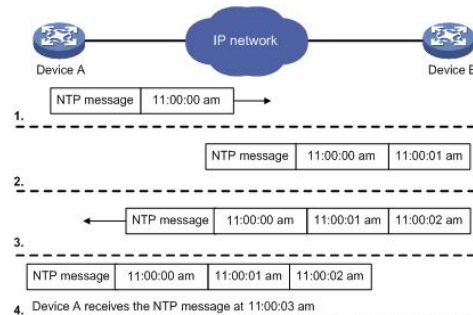 IP network
Device A
Device B
NTP message 11:00:00 am
1.
NTP message 11:00:00 am 11:00:01 am
2.
NTP message 11:00:00 am 11:00:01 am 11:00:02 am
3.
NTP message 11:00:00 am 11:00:01 am 11:00:02 am
4. Device A receives the NTP message at 11:00:03 am